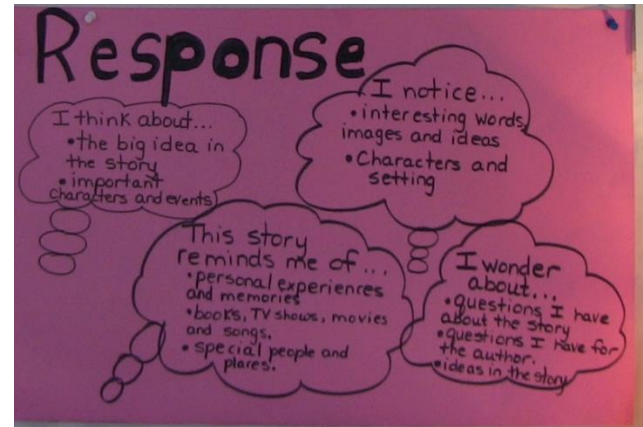 Response
I think about...
•the big idea in
the story
•important
characters and events
I notice...
•interesting words,
images and ideas
•Characters and
setting
This story
reminds me of...
•personal experiences
and memories
•books, TV shows, movies
and songs.
•special people and
places.
I wonder
about...
•questions I have
about the story
•questions I have for
the author.
•ideas in the story